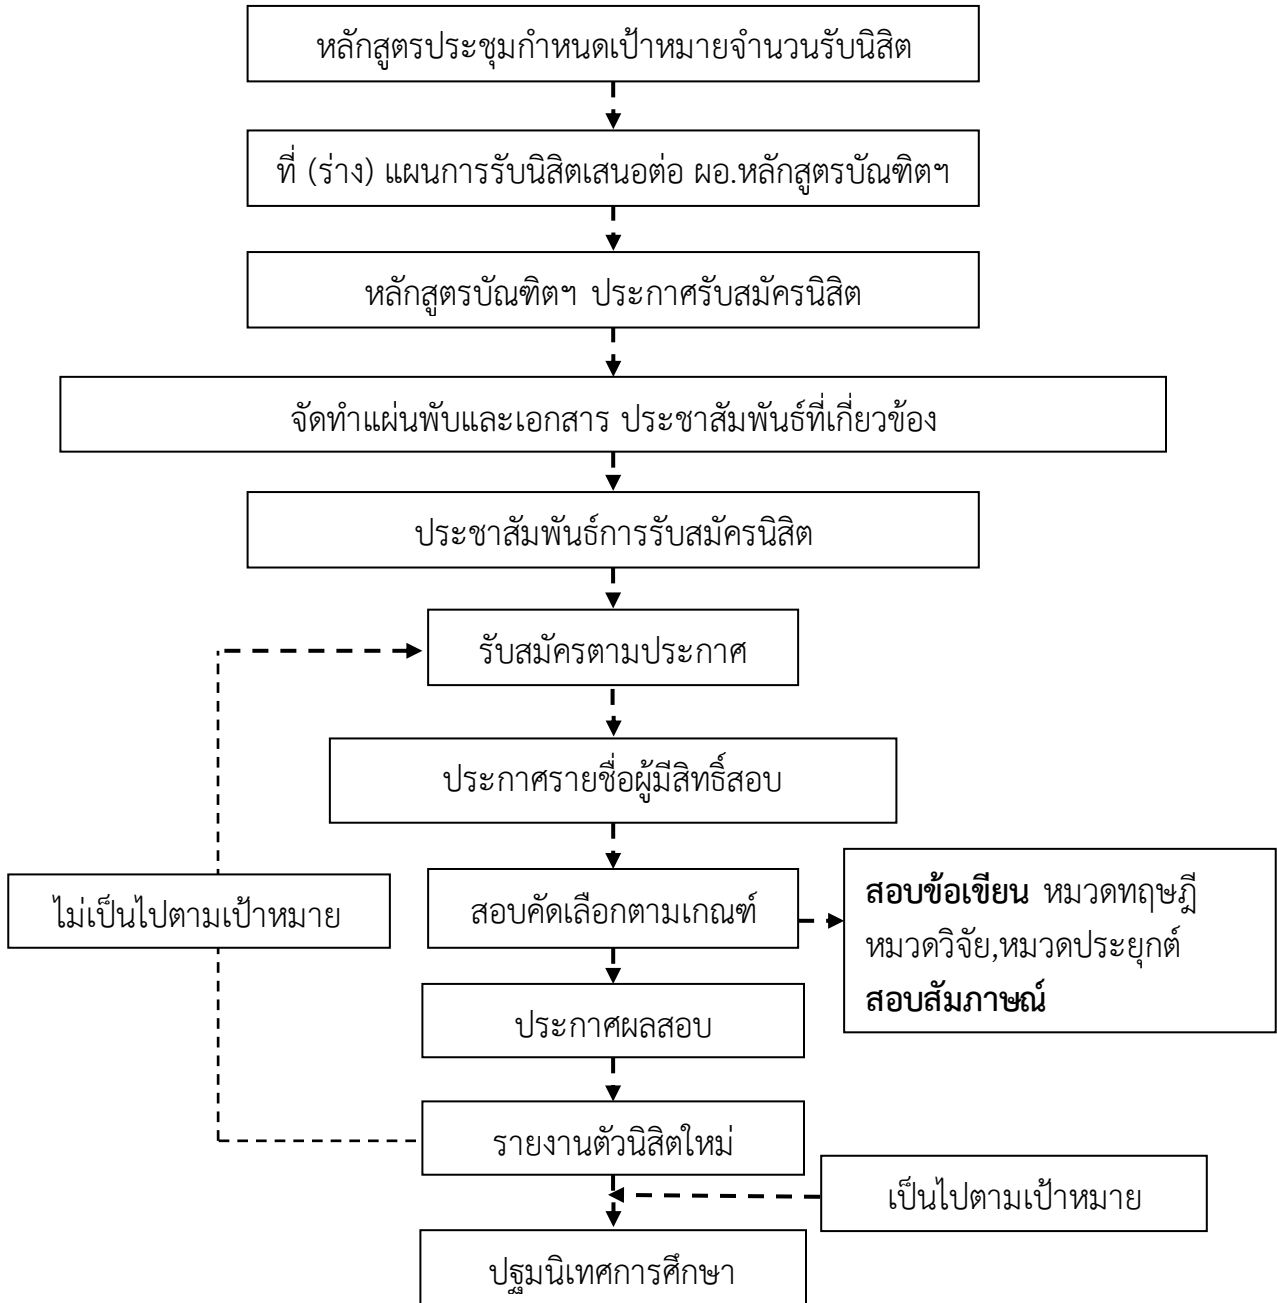 หลักสูตรประชุมกำหนดเป้าหมายจำนวนรับนิสิต
ที่ (ร่าง) แผนการรับนิสิตเสนอต่อ ผอ.หลักสูตรบัณฑิตฯ
หลักสูตรบัณฑิตฯ ประกาศรับสมัครนิสิต
จัดทำแผ่นพับและเอกสาร ประชาสัมพันธ์ที่เกี่ยวข้อง
ประชาสัมพันธ์การรับสมัครนิสิต
รับสมัครตามประกาศ
ประกาศรายชื่อผู้มีสิทธิ์สอบ
ไม่เป็นไปตามเป้าหมาย
สอบคัดเลือกตามเกณฑ์
สอบข้อเขียน หมวดทฤษฎี
หมวดวิจัย,หมวดประยุกต์
สอบสัมภาษณ์
ประกาศผลสอบ
รายงานตัวนิสิตใหม่
เป็นไปตามเป้าหมาย
ปฐมนิเทศการศึกษา